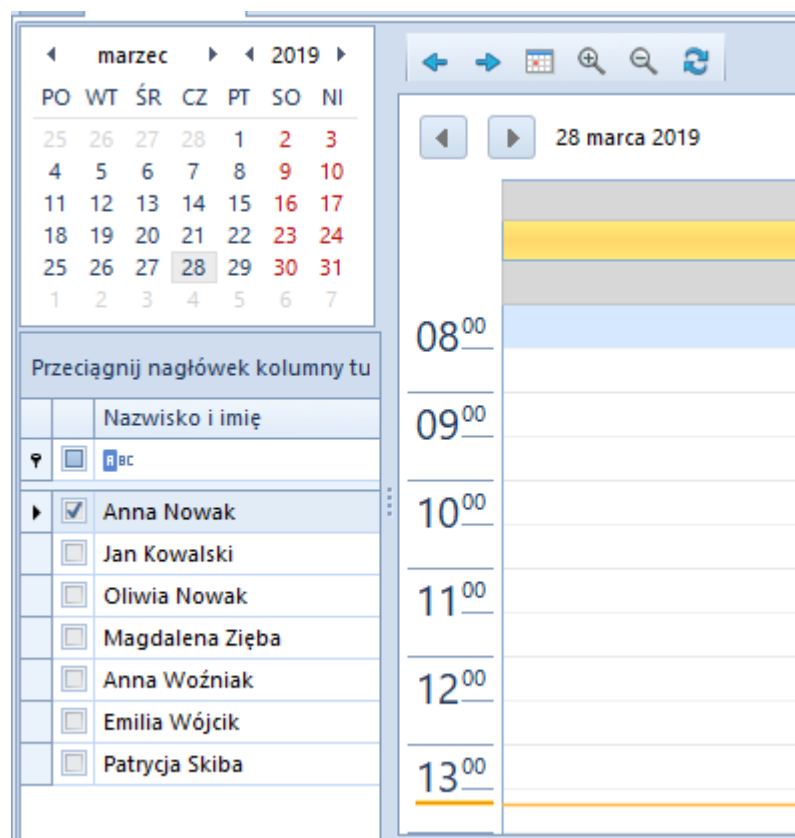 marzec 2019
PO WT ŚR CZ PT SO NI
25 26 27 28 1 2 3
4 5 6 7 8 9 10
11 12 13 14 15 16 17
18 19 20 21 22 23 24
25 26 27 28 29 30 31
1 2 3 4 5 6 7
Przeciągnij nagłówek kolumny tu
Nazwisko i imię
ABC
Anna Nowak
Jan Kowalski
Oliwia Nowak
Magdalena Zięba
Anna Woźniak
Emilia Wójcik
Patrycja Skiba
28 marca 2019
08 00
09 00
10 00
11 00
12 00
13 00